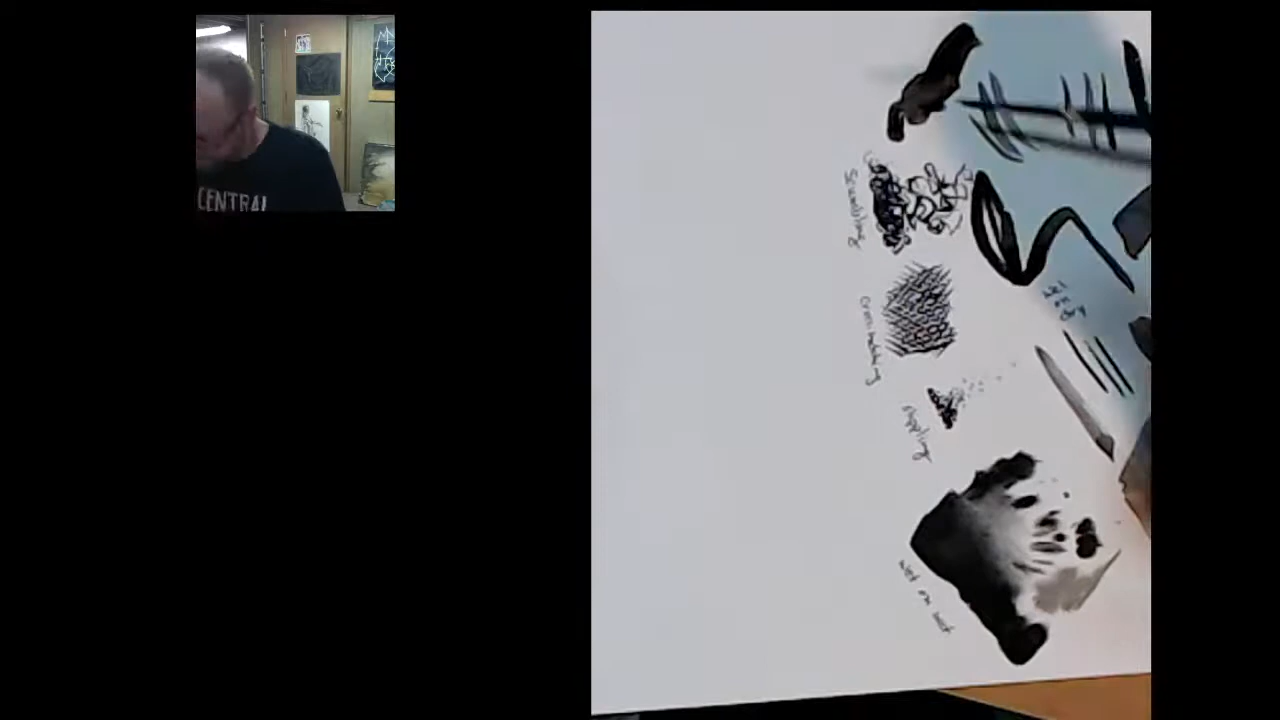 CENTRAL
Scumbling
Cross hatching
stippling
wet on wet